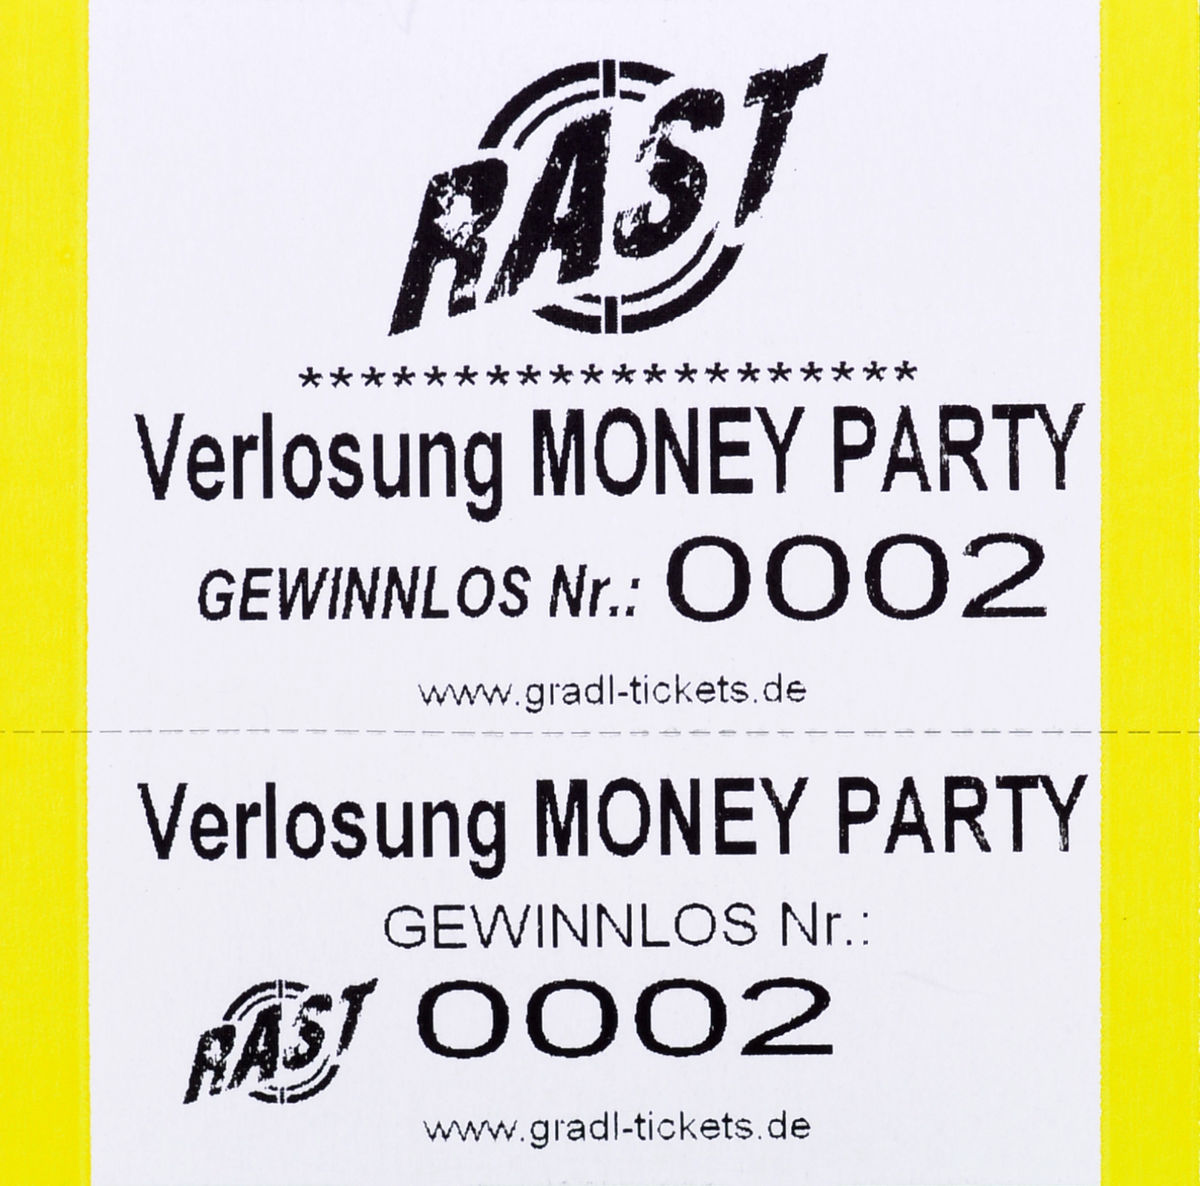 RAST
********************
Verlosung MONEY PARTY
GEWINNLOS Nr.: 0002
www.gradl-tickets.de
Verlosung MONEY PARTY
GEWINNLOS Nr.:
RAST 0002
www.gradl-tickets.de